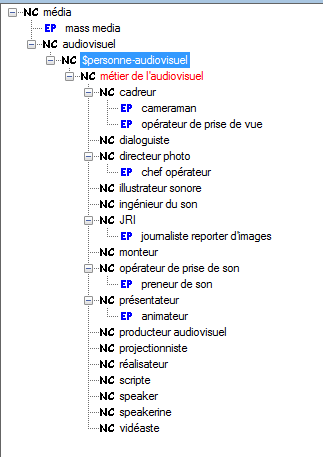 NC média
EP mass media
NC audiovisuel
NC $personne-audiovisuel
NC métier de l'audiovisuel
NC cadreur
EP cameraman
EP opérateur de prise de vue
NC dialoguiste
NC directeur photo
EP chef opérateur
NC illustrateur sonore
NC ingénieur du son
NC JRI
EP journaliste reporter d'images
NC monteur
NC opérateur de prise de son
EP preneur de son
NC présentateur
EP animateur
NC producteur audiovisuel
NC projectionniste
NC réalisateur
NC scripte
NC speaker
NC speakerine
NC vidéaste